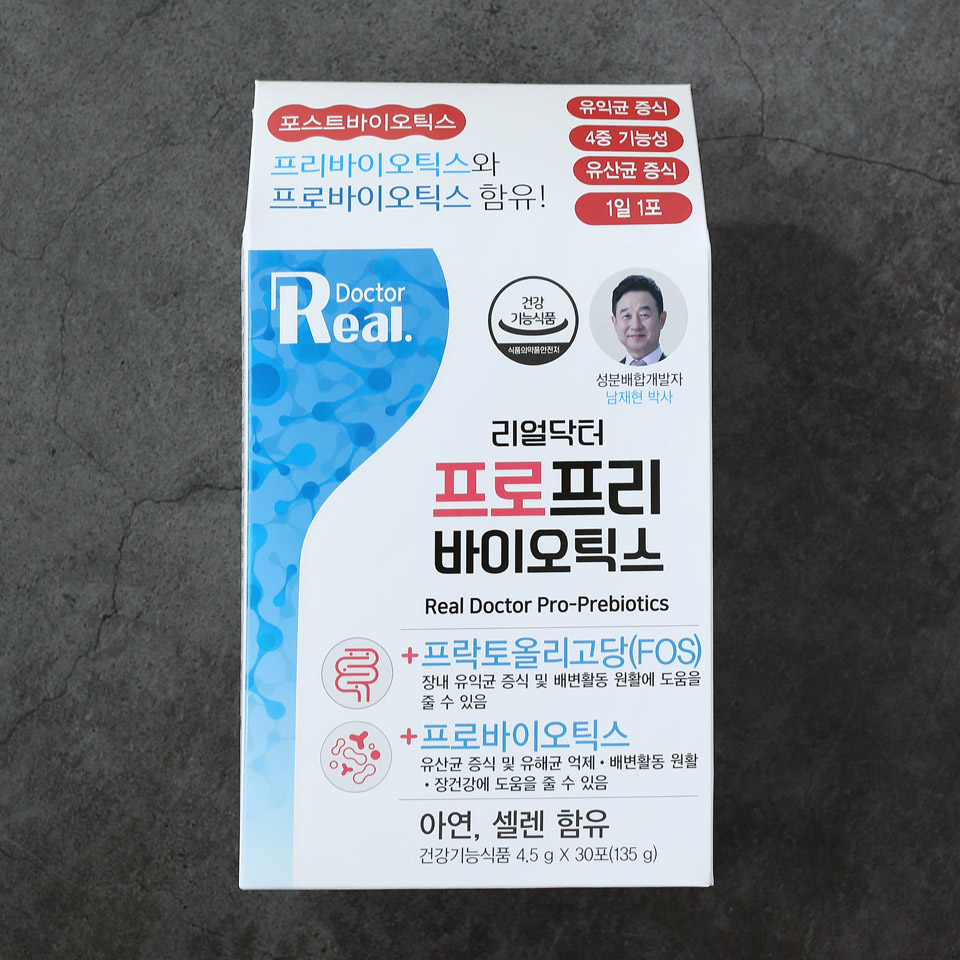 포스트바이오틱스
프리바이오틱스와
프로바이오틱스 함유!
유익균 증식
4중 기능성
유산균 증식
1일 1포
Doctor
Real.
건강
기능식품
식품의약품안전처
성분배합개발자
남재현 박사
리얼닥터
프로프리
바이오틱스
Real Doctor Pro-Prebiotics
+프락토올리고당(FOS)
장내 유익균 증식 및 배변활동 원활에 도움을
줄 수 있음
+프로바이오틱스
유산균 증식 및 유해균 억제 • 배변활동 원활
• 장건강에 도움을 줄 수 있음
아연, 셀렌 함유
건강기능식품 4.5 g X 30포(135 g)